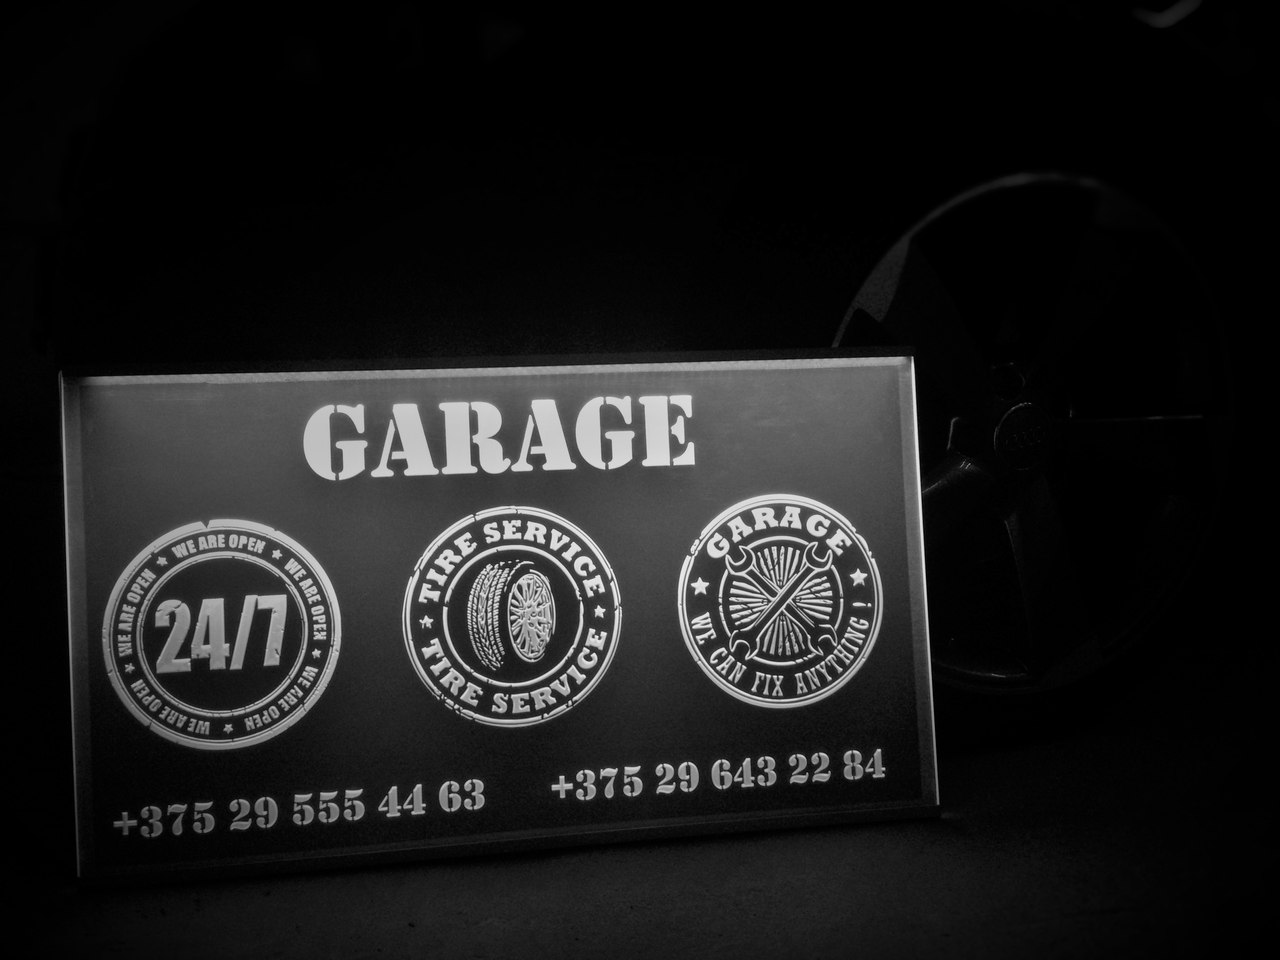 GARAGE
WE ARE OPEN ★ WE ARE OPEN ★ WE ARE OPEN ★ WE ARE OPEN ★ WE ARE OPEN ★
24/7
TIRE SERVICE
TIRE SERVICE
GARAGE
WE CAN FIX ANYTHING!
+375 29 555 44 63
+375 29 643 22 84